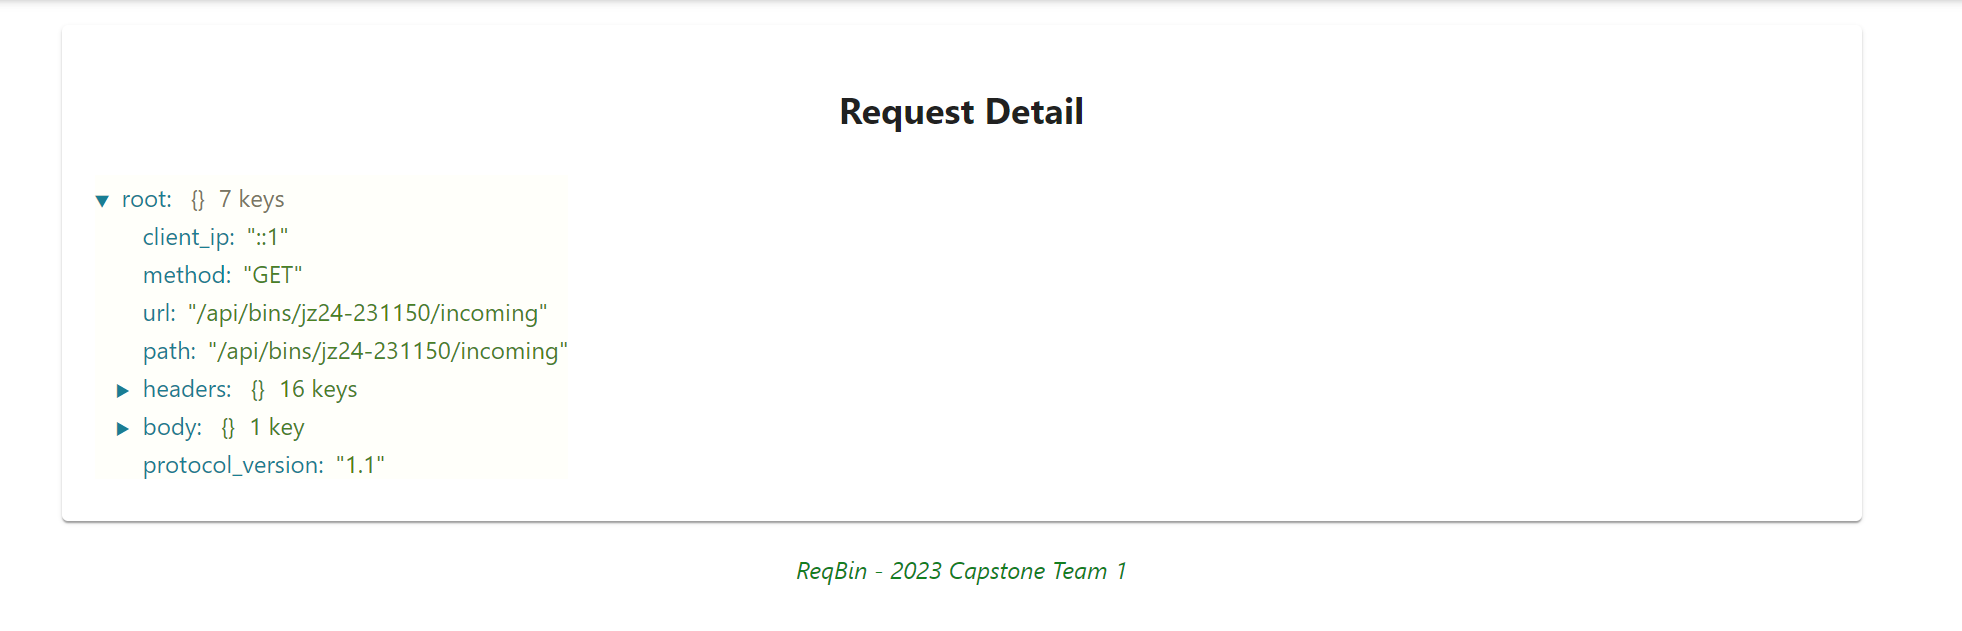 Request Detail
▼ root: {} 7 keys
client_ip: "::1"
method: "GET"
url: "/api/bins/jz24-231150/incoming"
path: "/api/bins/jz24-231150/incoming"
▶ headers: {} 16 keys
▶ body: {} 1 key
protocol_version: "1.1"
ReqBin - 2023 Capstone Team 1